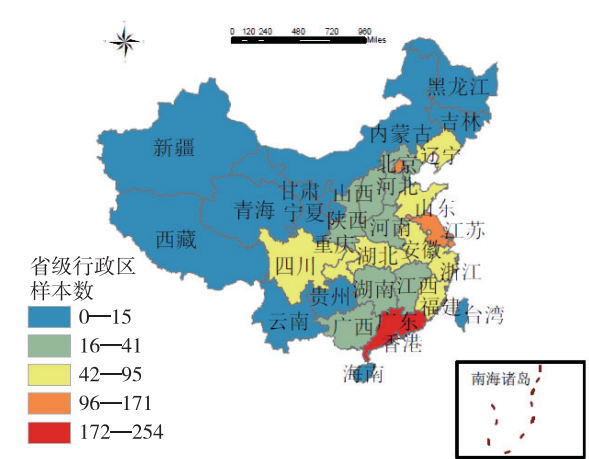 0 120 240 480 720 960
Miles
黑龙江
吉林
内蒙古
辽宁
新疆
北京
甘肃
山西
河北
青海
宁夏
山东
陕西
河南
江苏
西藏
重庆
安徽
四川
湖北
浙江
贵州
湖南
江西
福建
台湾
云南
广西
广东
香港
海南
省级行政区
样本数
0—15
16—41
42—95
96—171
172—254
南海诸岛